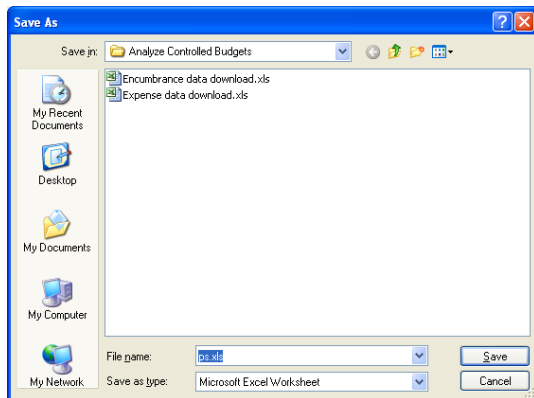 Save As
Save in: Analyze Controlled Budgets
Encumbrance data download.xls
Expense data download.xls
My Recent
Documents
Desktop
My Documents
My Computer
My Network
File name: ps.xls Save
Save as type: Microsoft Excel Worksheet Cancel